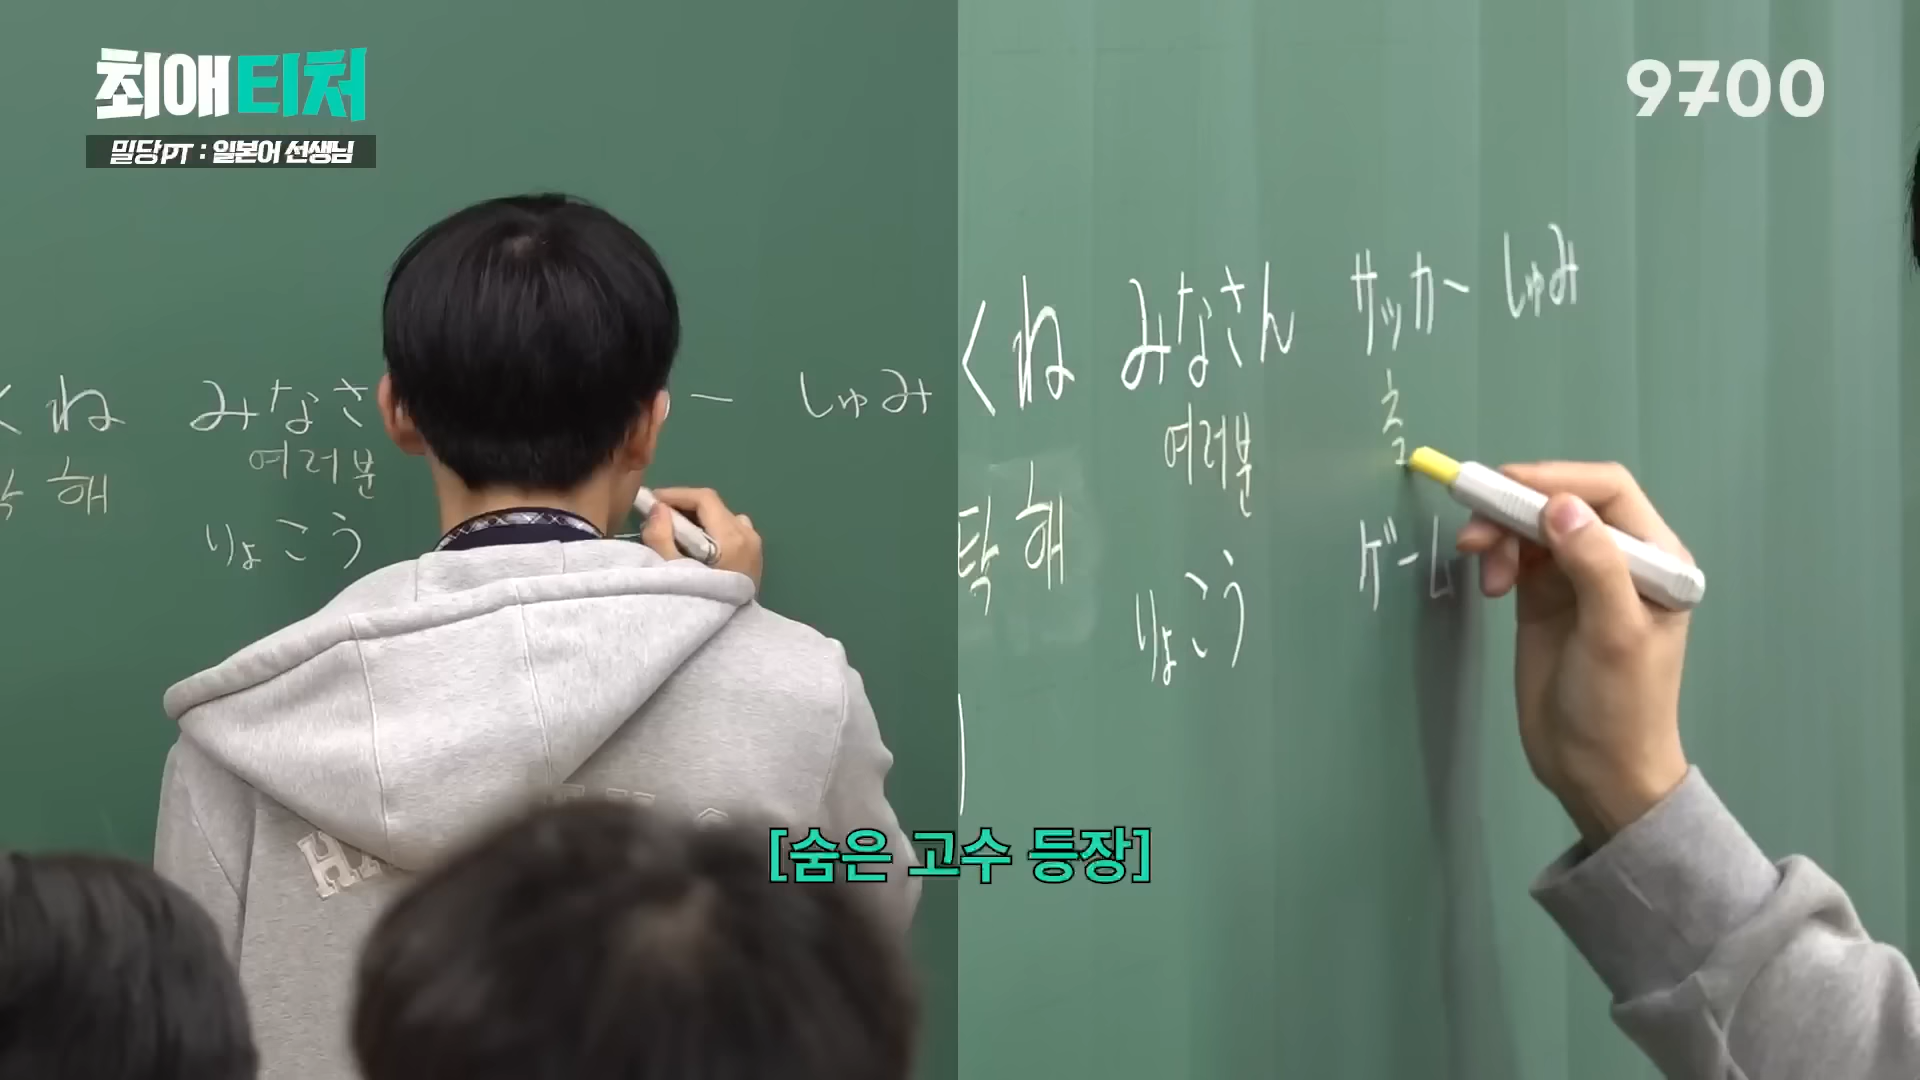 최애티처
밀당PT : 일본어 선생님
9700
くね みなさ ー しゅみ
해 여러분
りょこう
くね みなさん サッカー しゅみ
탁해 여러분
りょこう ゲーム
[숨은 고수 등장]